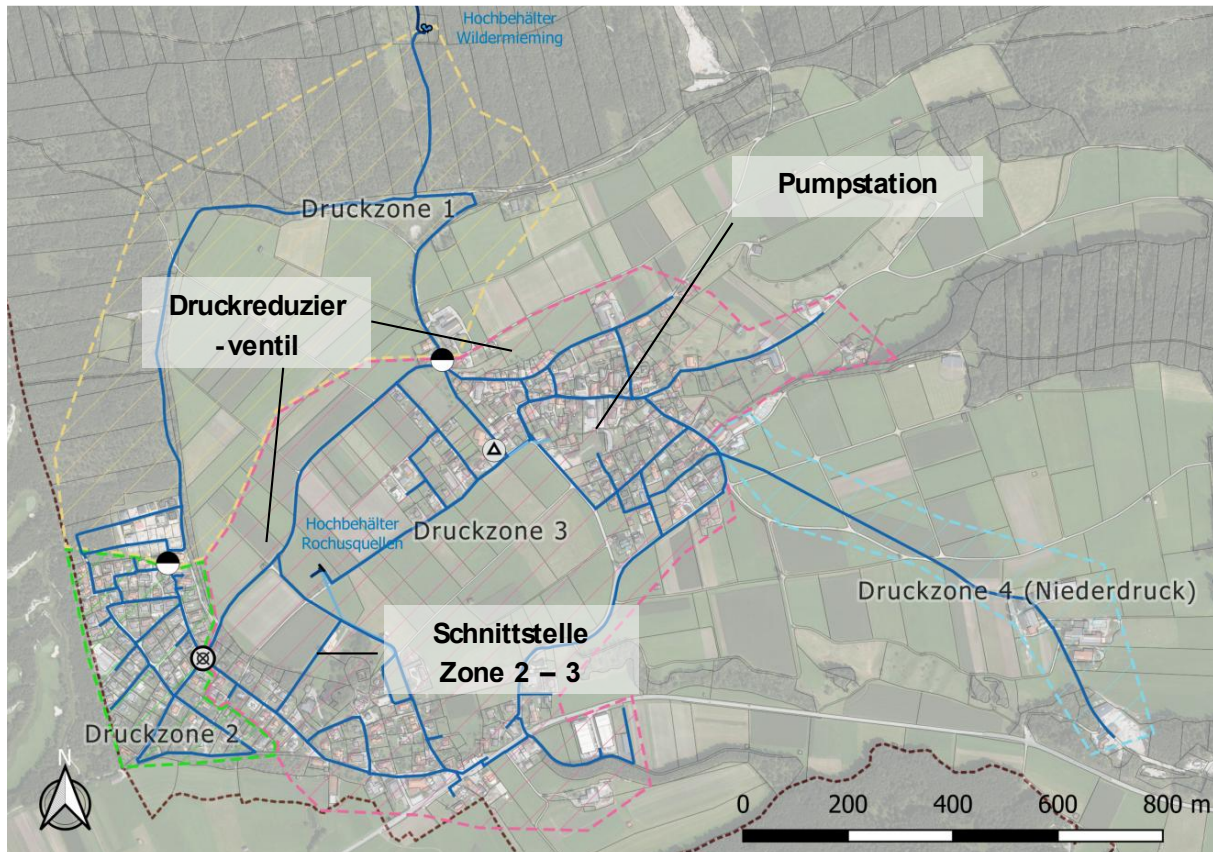 Hochbehälter
Wildermieming
Pumpstation
Druckzone 1
Druckreduzier
-ventil
Hochbehälter
Rochusquellen
Druckzone 3
Druckzone 4 (Niederdruck)
Schnittstelle
Zone 2 – 3
Druckzone 2
N
0 200 400 600 800 m